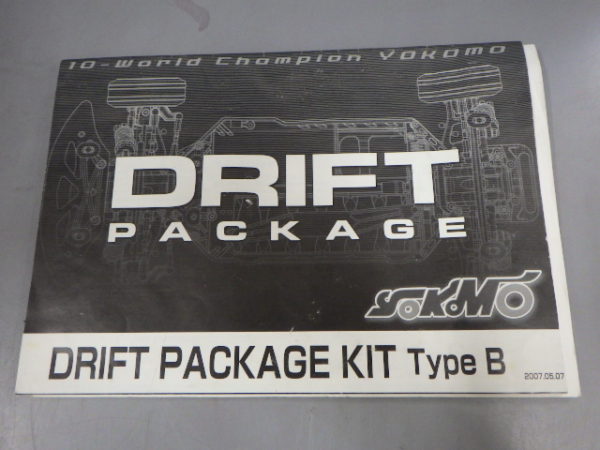 10-World Champion YOKOMO
DRIFT
PACKAGE
YOKOMO
DRIFT PACKAGE KIT Type B
2007.05.07